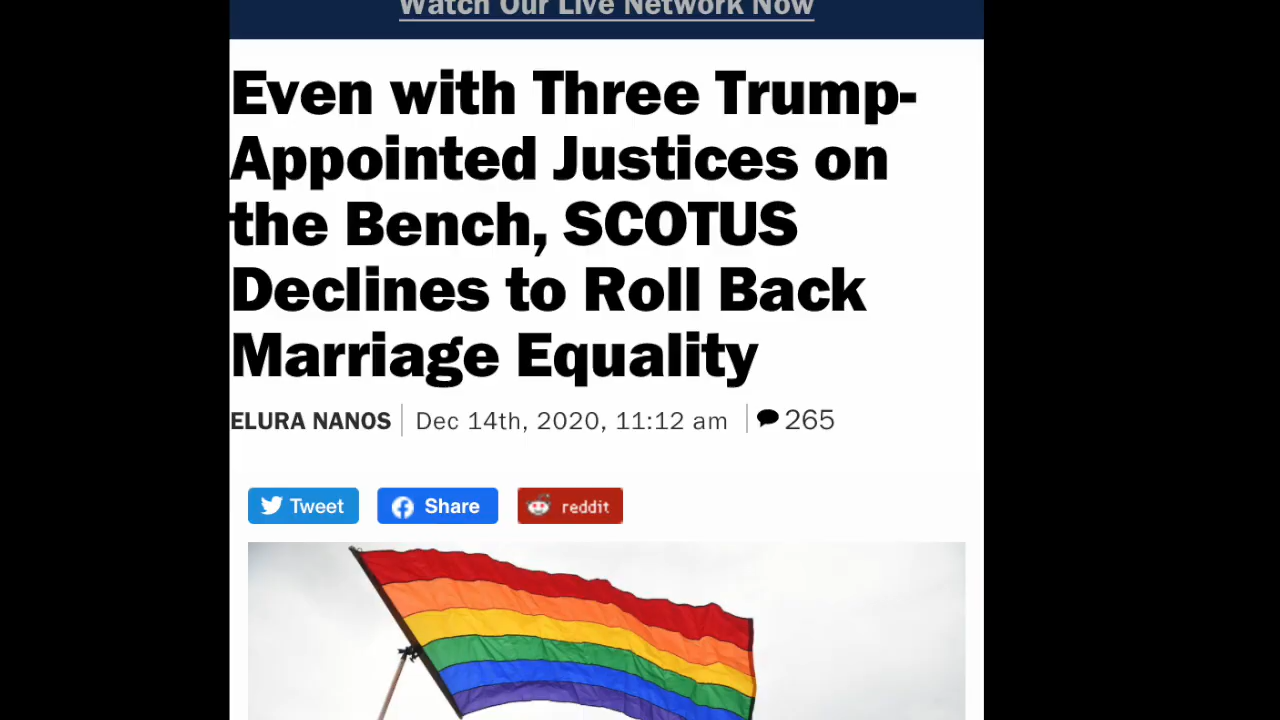 Watch Our Live Network Now
Even with Three Trump-
Appointed Justices on
the Bench, SCOTUS
Declines to Roll Back
Marriage Equality
ELURA NANOS Dec 14th, 2020, 11:12 am 265
Tweet Share reddit